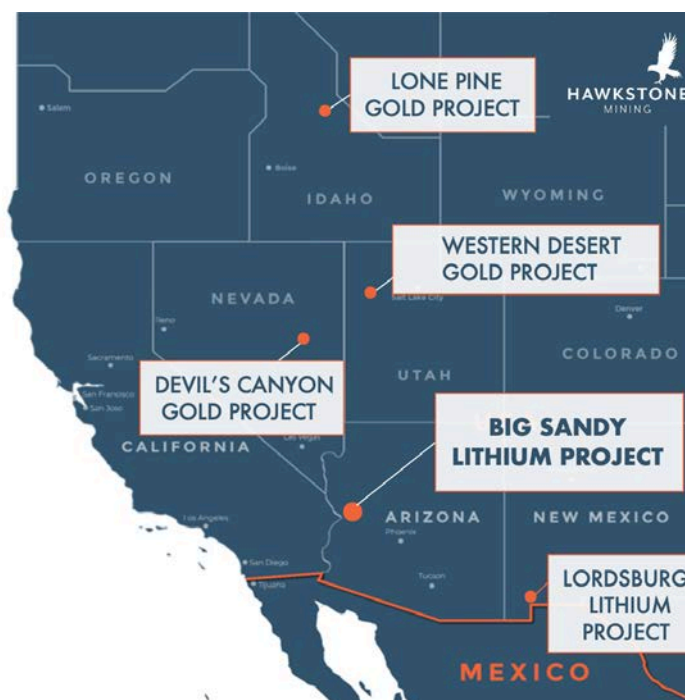 LONE PINE
GOLD PROJECT
HAWKSTONE
MINING
Salem
OREGON
Boise
IDAHO
WYOMING
WESTERN DESERT
GOLD PROJECT
Salt Lake City
NEVADA
Reno
Denver
COLORADO
Sacramento
UTAH
DEVIL'S CANYON
GOLD PROJECT
San Francisco
San Jose
Las Vegas
CALIFORNIA
BIG SANDY
LITHIUM PROJECT
Los Angeles
ARIZONA
NEW MEXICO
Phoenix
San Diego
Tijuana
Tucson
LORDSBURG
LITHIUM
PROJECT
MEXICO